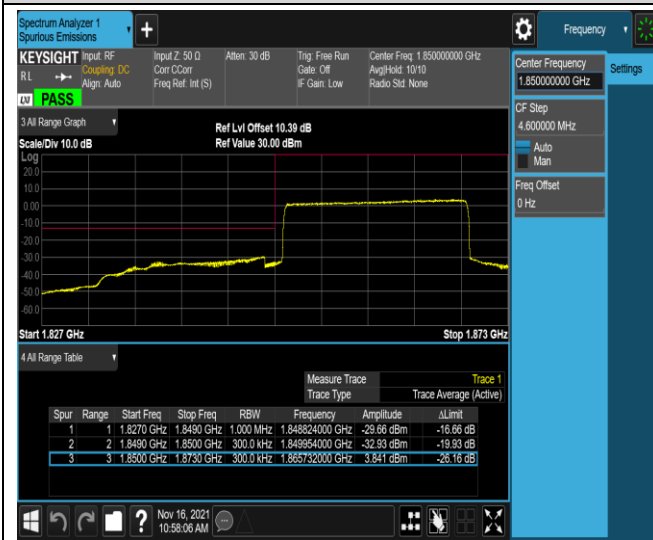 Spectrum Analyzer 1
Spurious Emissions
+
Frequency
KEYSIGHT
Input: RF
Coupling: DC
Align: Auto
Input Z: 50 Ω
Corr CCorr
Freq Ref: Int (S)
Atten: 30 dB
Trig: Free Run
Gate: Off
IF Gain: Low
Center Freq: 1.850000000 GHz
Avg|Hold: 10/10
Radio Std: None
R L
LXI
PASS
Center Frequency
1.85000000 GHz
Settings
CF Step
4.600000 MHz
Auto
Man
Freq Offset
0 Hz
3 All Range Graph
Ref Lvl Offset 10.39 dB
Scale/Div 10.0 dB
Ref Value 30.00 dBm
Log
20.0
10.0
0.00
-10.0
-20.0
-30.0
-40.0
-50.0
-60.0
Start 1.827 GHz
Stop 1.873 GHz
4 All Range Table
Measure Trace Trace 1
Trace Type Trace Average (Active)
Spur Range Start Freq Stop Freq RBW Frequency Amplitude ΔLimit
1 1 1.8270 GHz 1.8490 GHz 1.000 MHz 1.848824000 GHz -29.66 dBm -16.66 dB
2 2 1.8490 GHz 1.8500 GHz 300.0 kHz 1.849954000 GHz -32.93 dBm -19.93 dB
3 3 1.8500 GHz 1.8730 GHz 300.0 kHz 1.865732000 GHz 3.841 dBm -26.16 dB
?
Nov 16, 2021
10:58:06 AM